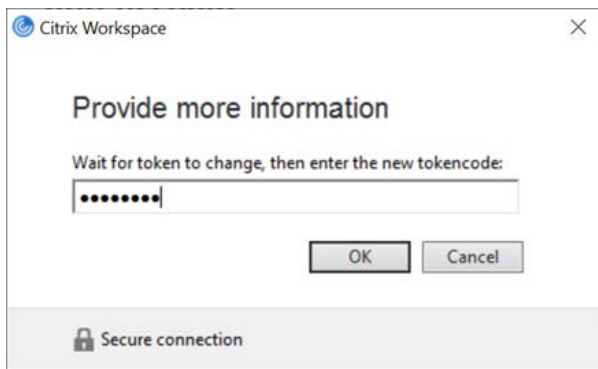 Citrix Workspace
Provide more information
Wait for token to change, then enter the new tokencode:
••••••••
OK Cancel
Secure connection